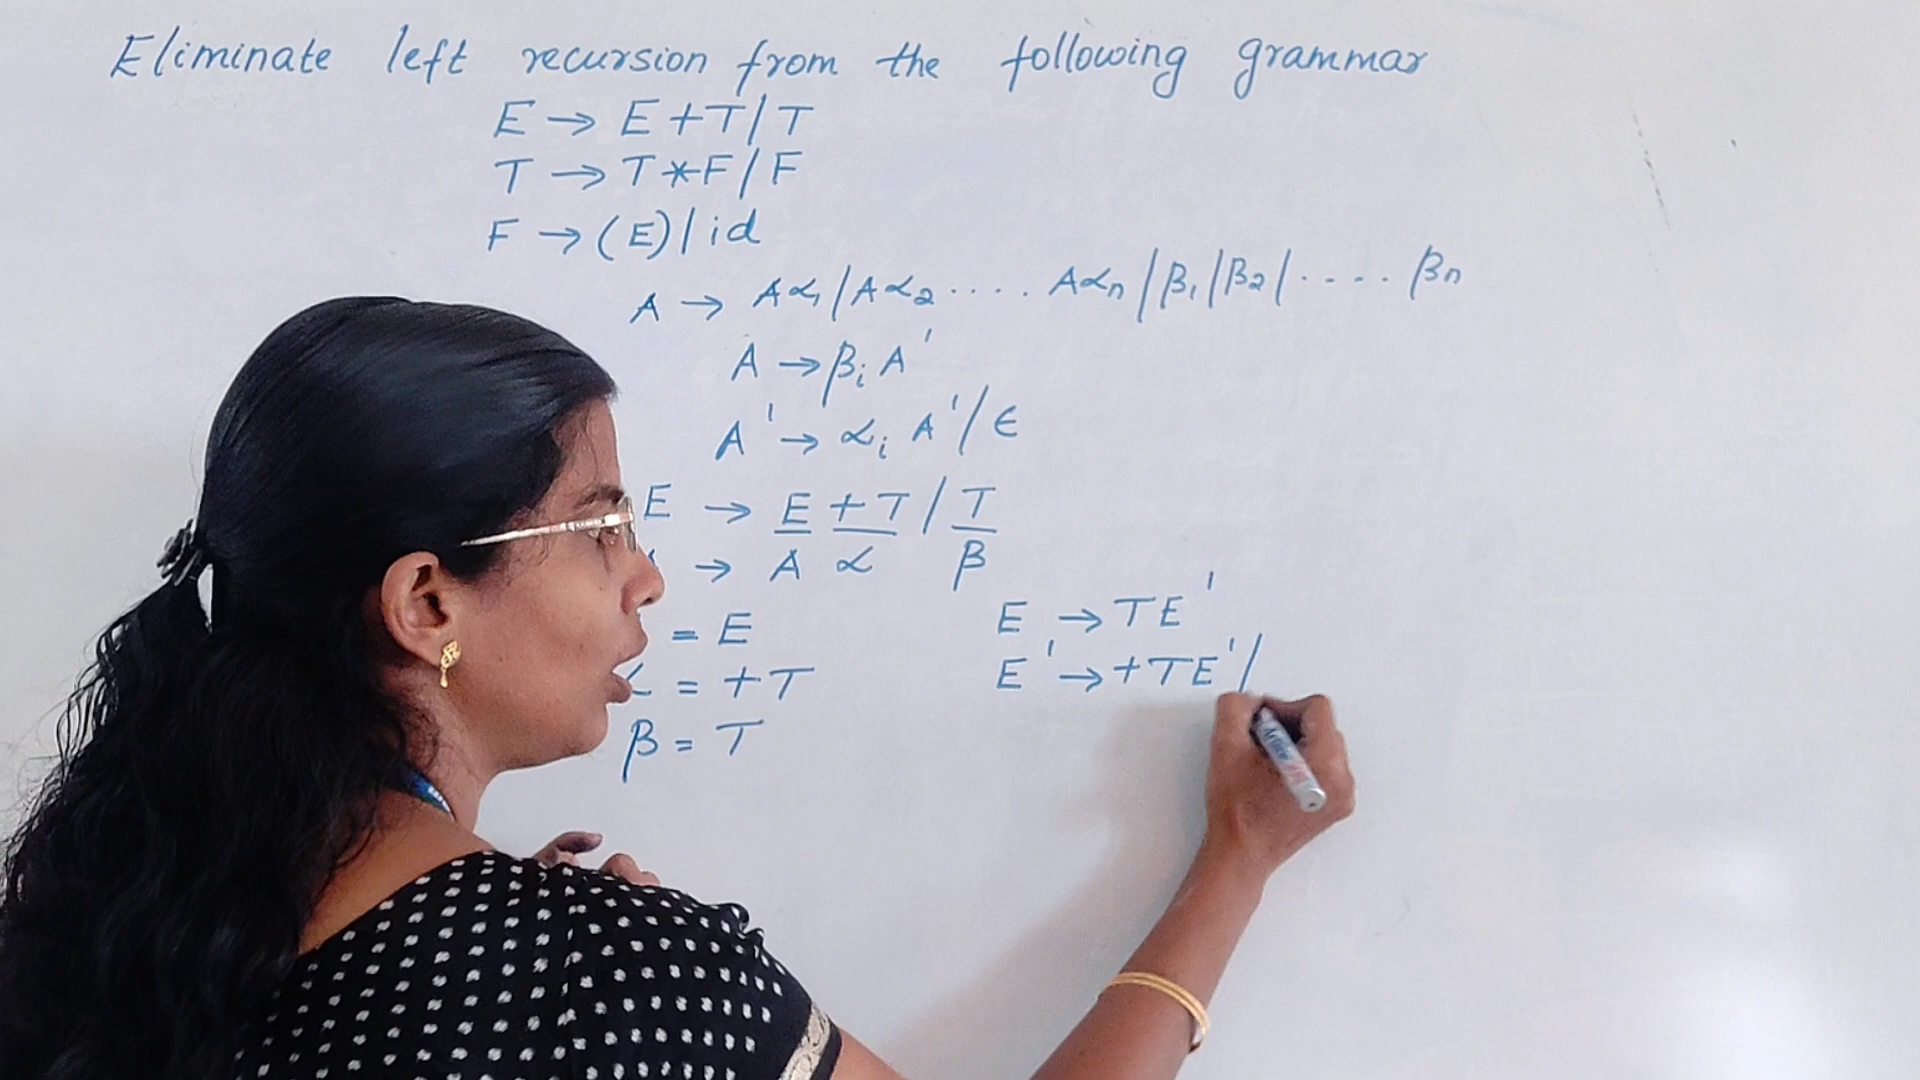 Eliminate left recursion from the following grammar
E → E+T/T
T → T*F/F
F → (E)/id
A → Aα₁/Aα₂ .... Aαₙ/β₁/β₂/.... βn
A → βᵢ A'
A' → αᵢ A'/ϵ
E → E +T / T
→ A α β
= E
= +T
β = T
E → TE'
E' → +TE'/